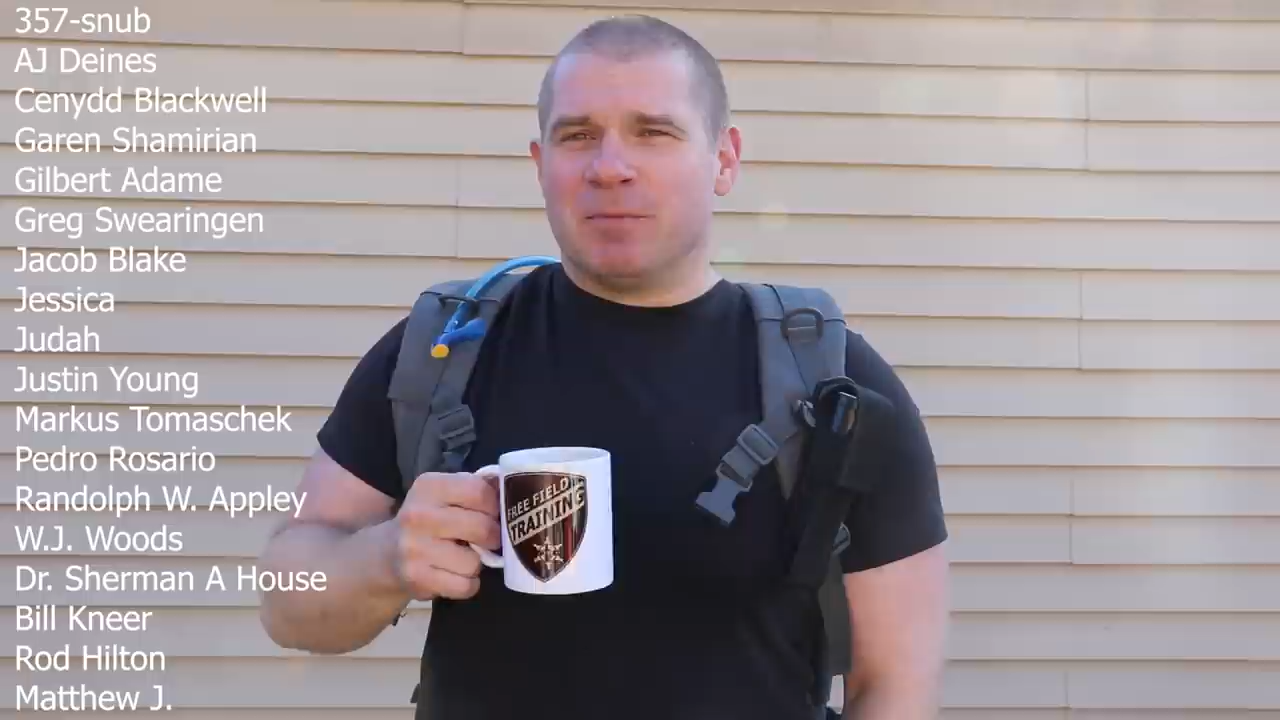 357-snub
AJ Deines
Cenydd Blackwell
Garen Shamirian
Gilbert Adame
Greg Swearingen
Jacob Blake
Jessica
Judah
Justin Young
Markus Tomaschek
Pedro Rosario
Randolph W. Appley
W.J. Woods
Dr. Sherman A House
Bill Kneer
Rod Hilton
Matthew J.
FREE FIELD
TRAINING